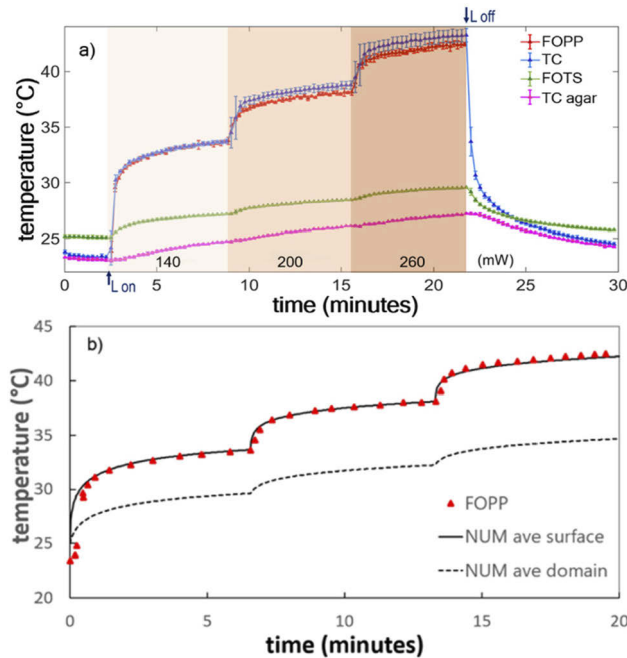 a)
L off
FOPP
TC
FOTS
TC agar
temperature (°C)
40
35
30
25
140
200
260
(mW)
0
5
10
15
20
25
30
L on
time (minutes)
b)
temperature (°C)
45
40
35
30
25
20
FOPP
NUM ave surface
NUM ave domain
0
5
10
15
20
time (minutes)